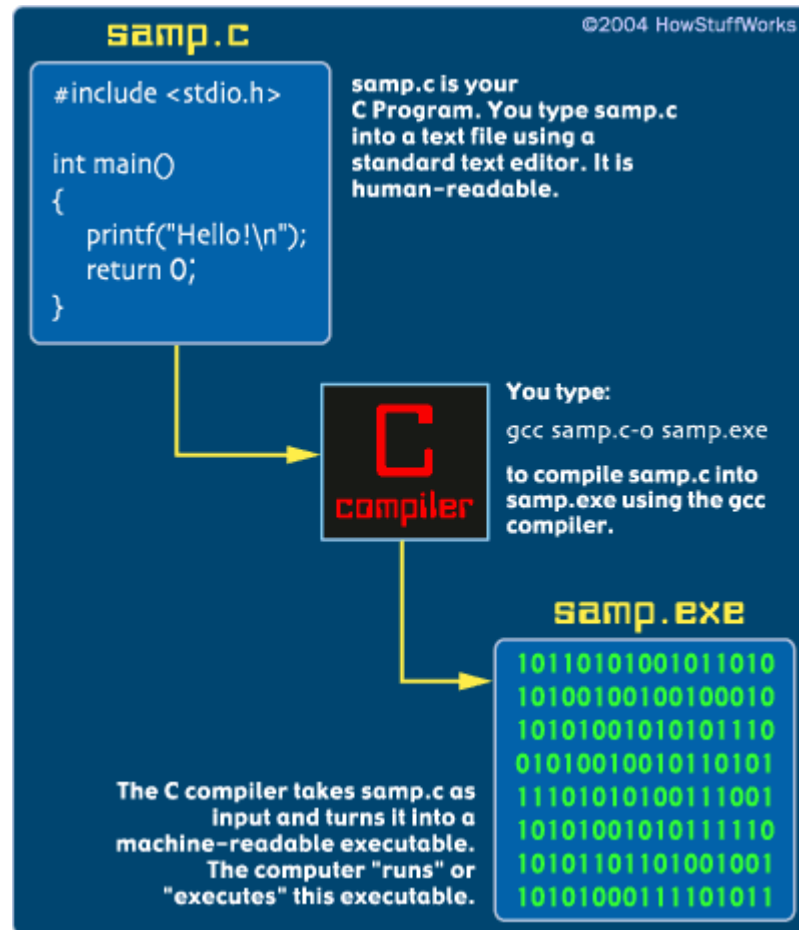 ©2004 HowStuffWorks
samp.c
#include <stdio.h>
int main()
{
printf("Hello!\n");
return 0;
}
samp.c is your
C Program. You type samp.c
into a text file using a
standard text editor. It is
human-readable.
C
compiler
You type:
gcc samp.c-o samp.exe
to compile samp.c into
samp.exe using the gcc
compiler.
samp.exe
10110101001011010
10100100100100010
10101001010101110
01010010010110101
11101010100111001
10101001010111110
10101101101001001
10101000111101011
The C compiler takes samp.c as
input and turns it into a
machine-readable executable.
The computer "runs" or
"executes" this executable.